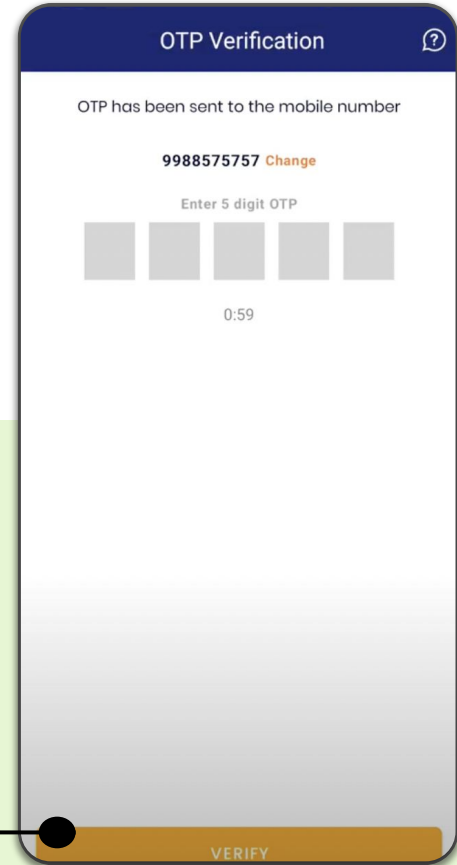 OTP Verification
OTP has been sent to the mobile number
9988575757 Change
Enter 5 digit OTP
0:59
VERIFY